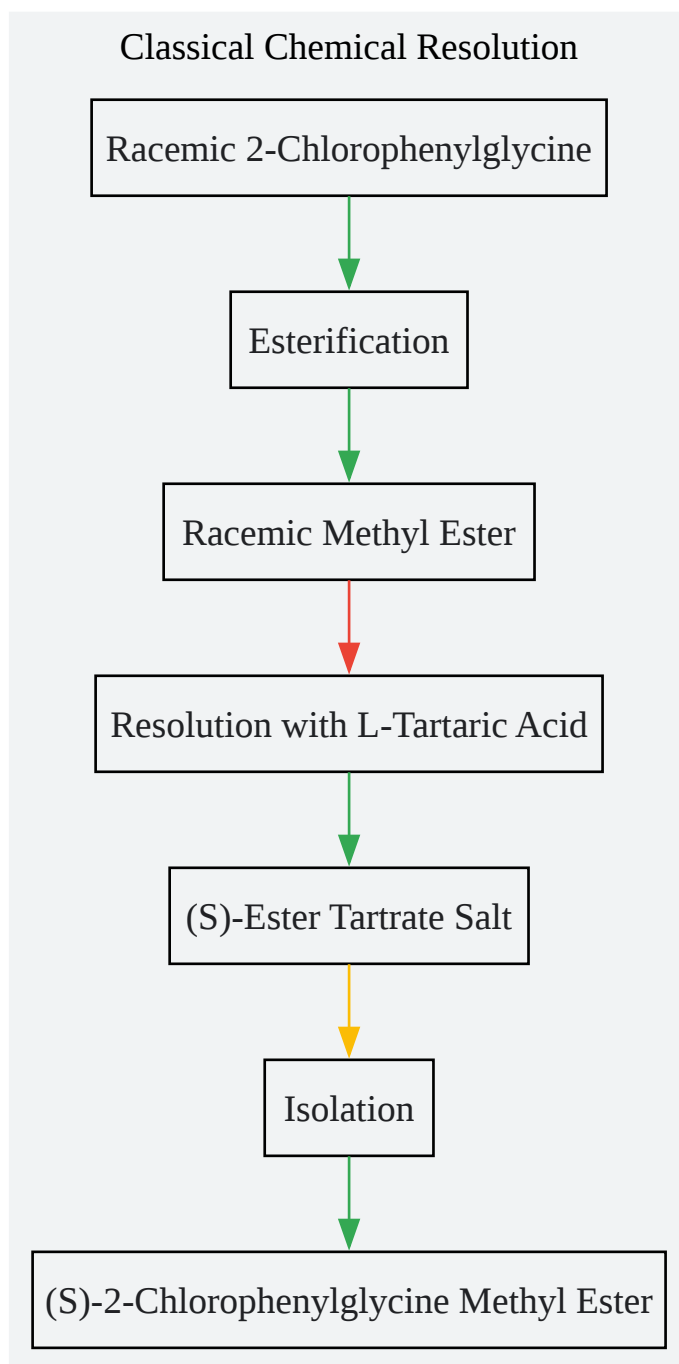 Classical Chemical Resolution
Racemic 2-Chlorophenylglycine
Esterification
Racemic Methyl Ester
Resolution with L-Tartaric Acid
(S)-Ester Tartrate Salt
Isolation
(S)-2-Chlorophenylglycine Methyl Ester